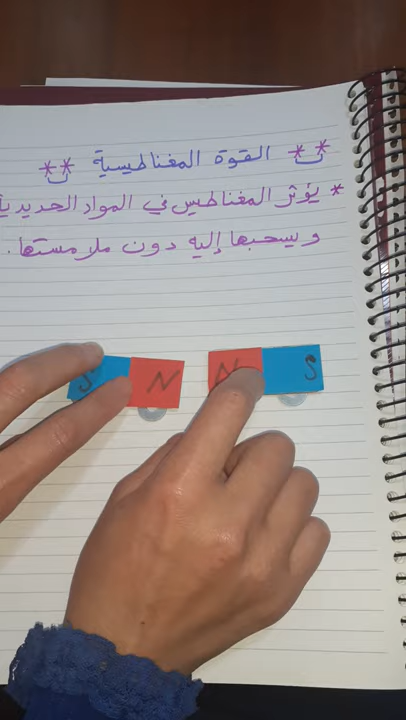 ** القوة المغناطيسية **
* يؤثر المغناطيس في المواد الحديدية
ويسحبها إليه دون ملامستها.
S N N S